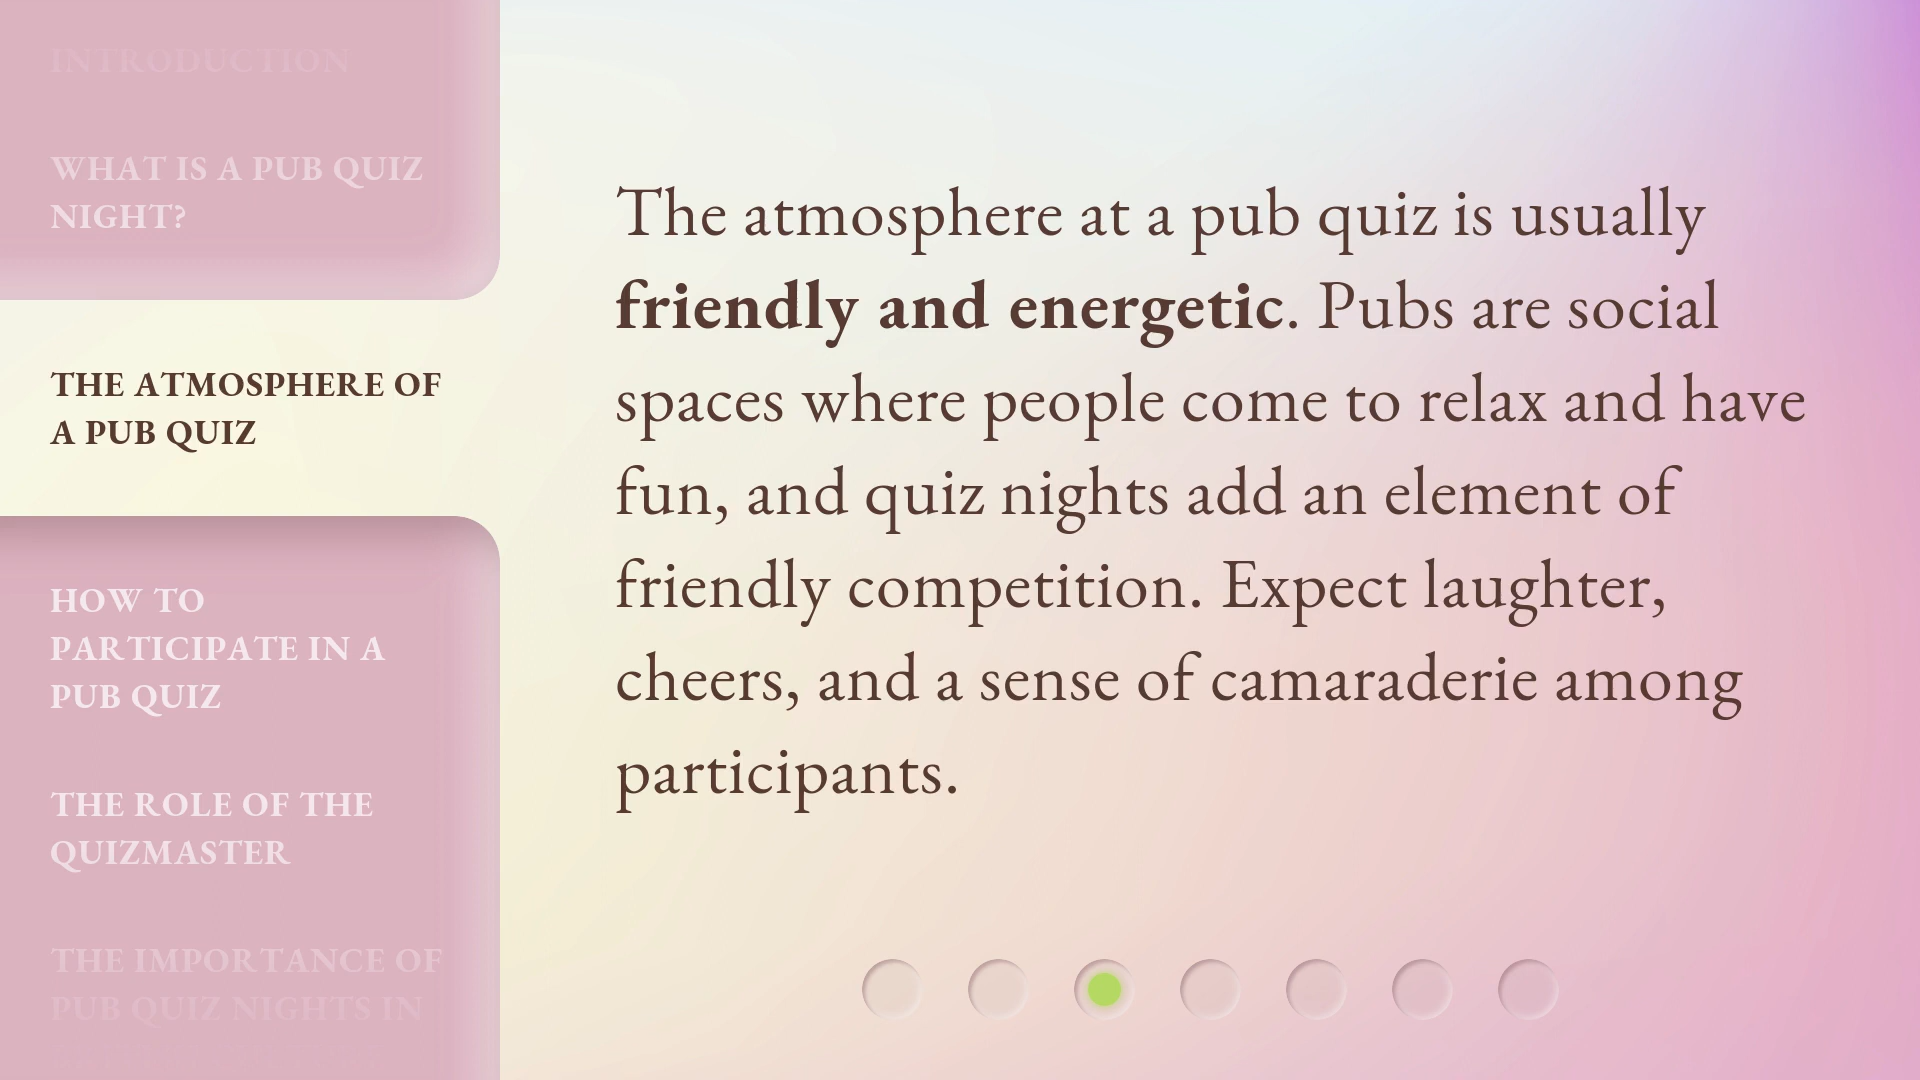 INTRODUCTION
WHAT IS A PUB QUIZ
NIGHT?
THE ATMOSPHERE OF
A PUB QUIZ
HOW TO
PARTICIPATE IN A
PUB QUIZ
THE ROLE OF THE
QUIZMASTER
THE IMPORTANCE OF
PUB QUIZ NIGHTS IN
The atmosphere at a pub quiz is usually
friendly and energetic. Pubs are social
spaces where people come to relax and have
fun, and quiz nights add an element of
friendly competition. Expect laughter,
cheers, and a sense of camaraderie among
participants.